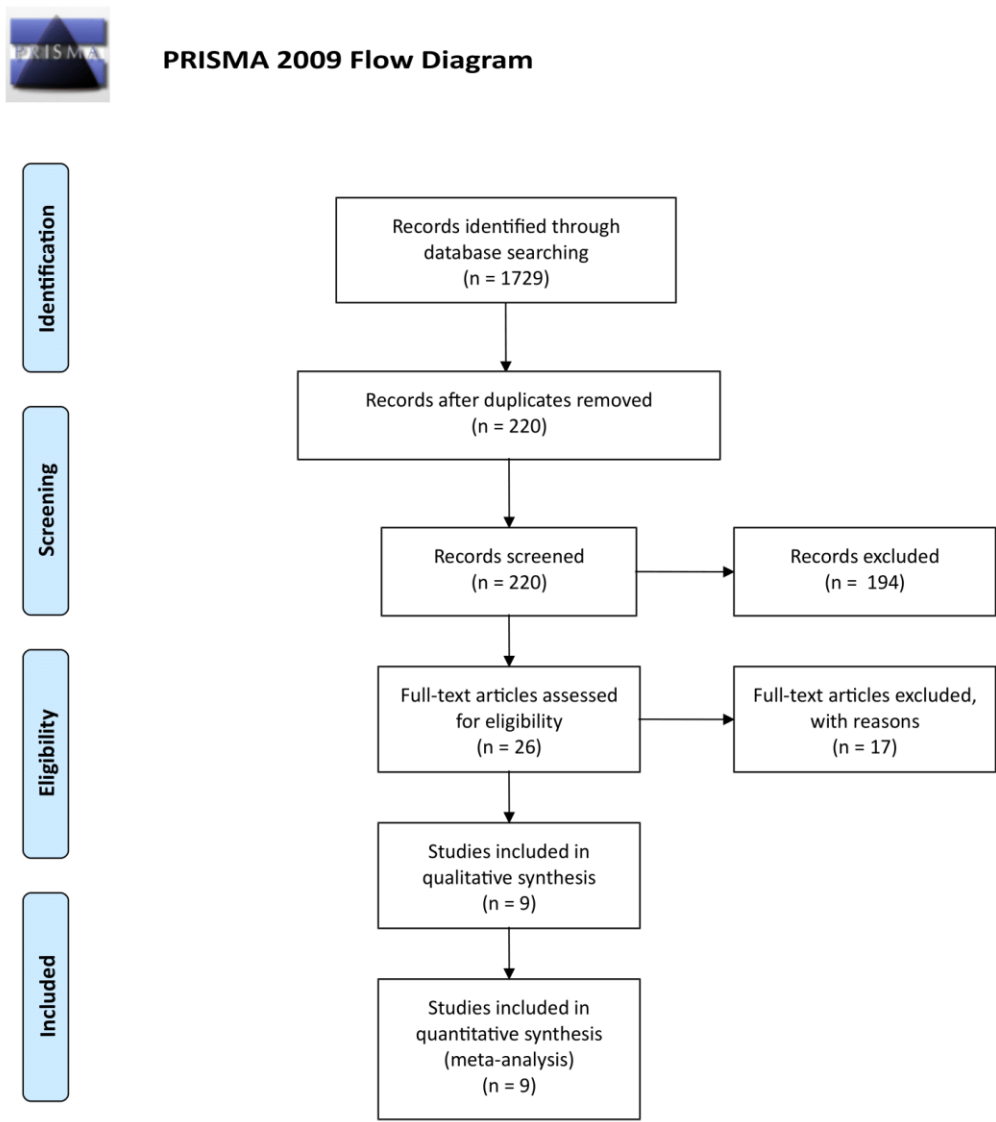 PRISMA
PRISMA 2009 Flow Diagram
Identification
Records identified through
database searching
(n = 1729)
Records after duplicates removed
(n = 220)
Screening
Records screened
(n = 220)
Records excluded
(n =  194)
Eligibility
Full-text articles assessed
for eligibility
(n = 26)
Full-text articles excluded,
with reasons
(n = 17)
Studies included in
qualitative synthesis
(n = 9)
Included
Studies included in
quantitative synthesis
(meta-analysis)
(n = 9)